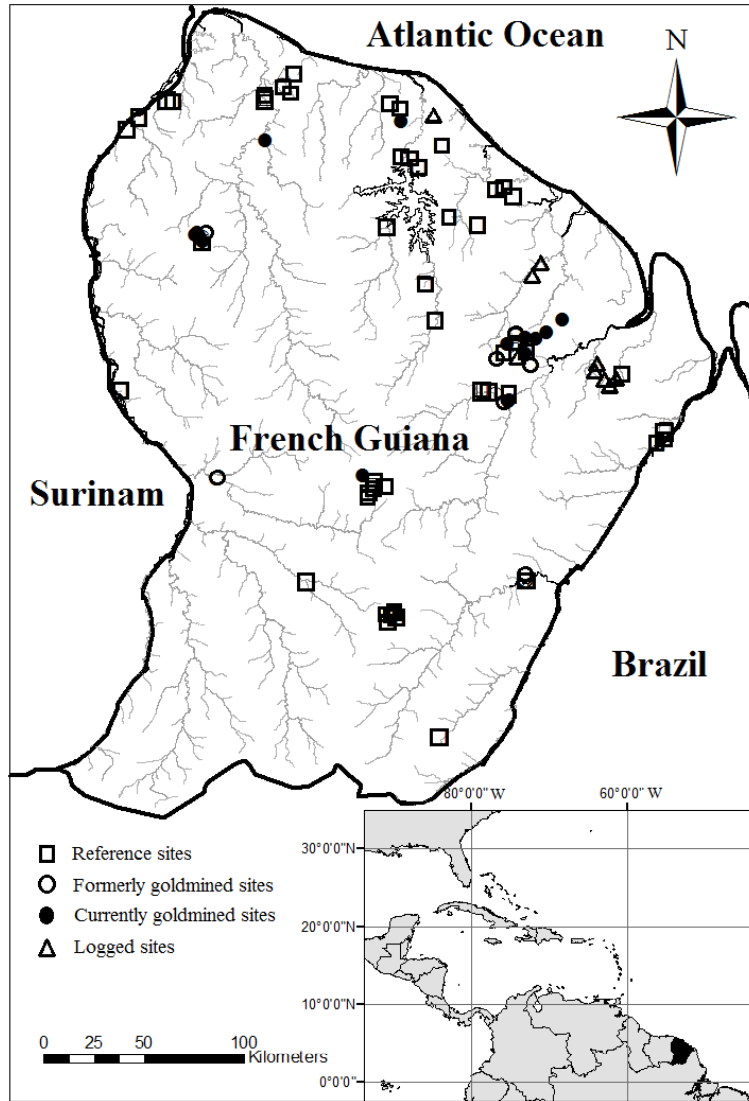 Atlantic Ocean
N
French Guiana
Surinam
Brazil
80°0'0"W 60°0'0"W
Reference sites
Formerly goldmined sites
Currently goldmined sites
Logged sites
0 25 50 100
Kilometers
30°0'0"N
20°0'0"N
10°0'0"N
0°0'0"